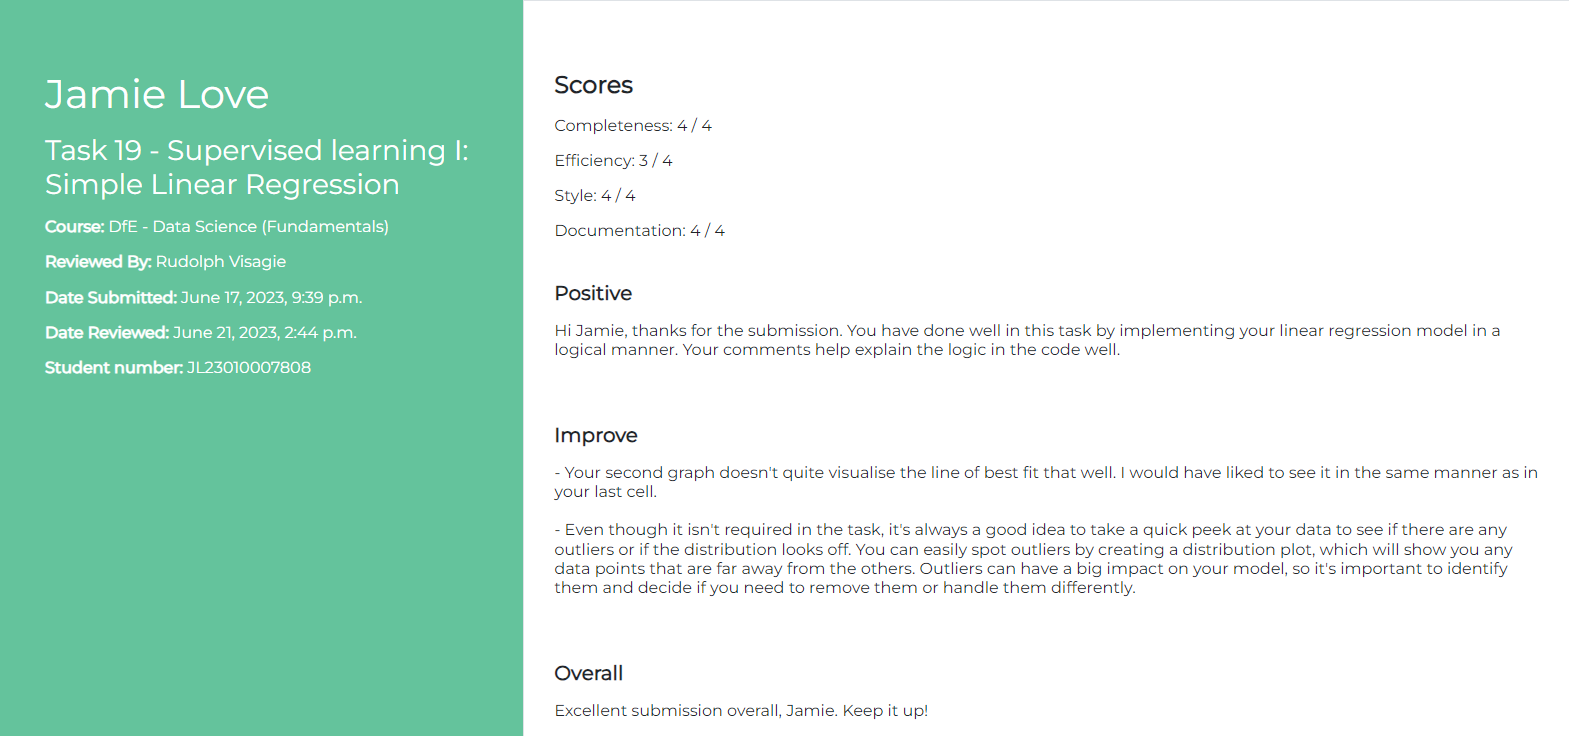 Jamie Love
Task 19 - Supervised learning I:
Simple Linear Regression
Course: DfE - Data Science (Fundamentals)
Reviewed By: Rudolph Visagie
Date Submitted: June 17, 2023, 9:39 p.m.
Date Reviewed: June 21, 2023, 2:44 p.m.
Student number: JL23010007808
Scores
Completeness: 4 / 4
Efficiency: 3 / 4
Style: 4 / 4
Documentation: 4 / 4
Positive
Hi Jamie, thanks for the submission. You have done well in this task by implementing your linear regression model in a
logical manner. Your comments help explain the logic in the code well.
Improve
- Your second graph doesn't quite visualise the line of best fit that well. I would have liked to see it in the same manner as in
your last cell.
- Even though it isn't required in the task, it's always a good idea to take a quick peek at your data to see if there are any
outliers or if the distribution looks off. You can easily spot outliers by creating a distribution plot, which will show you any
data points that are far away from the others. Outliers can have a big impact on your model, so it's important to identify
them and decide if you need to remove them or handle them differently.
Overall
Excellent submission overall, Jamie. Keep it up!